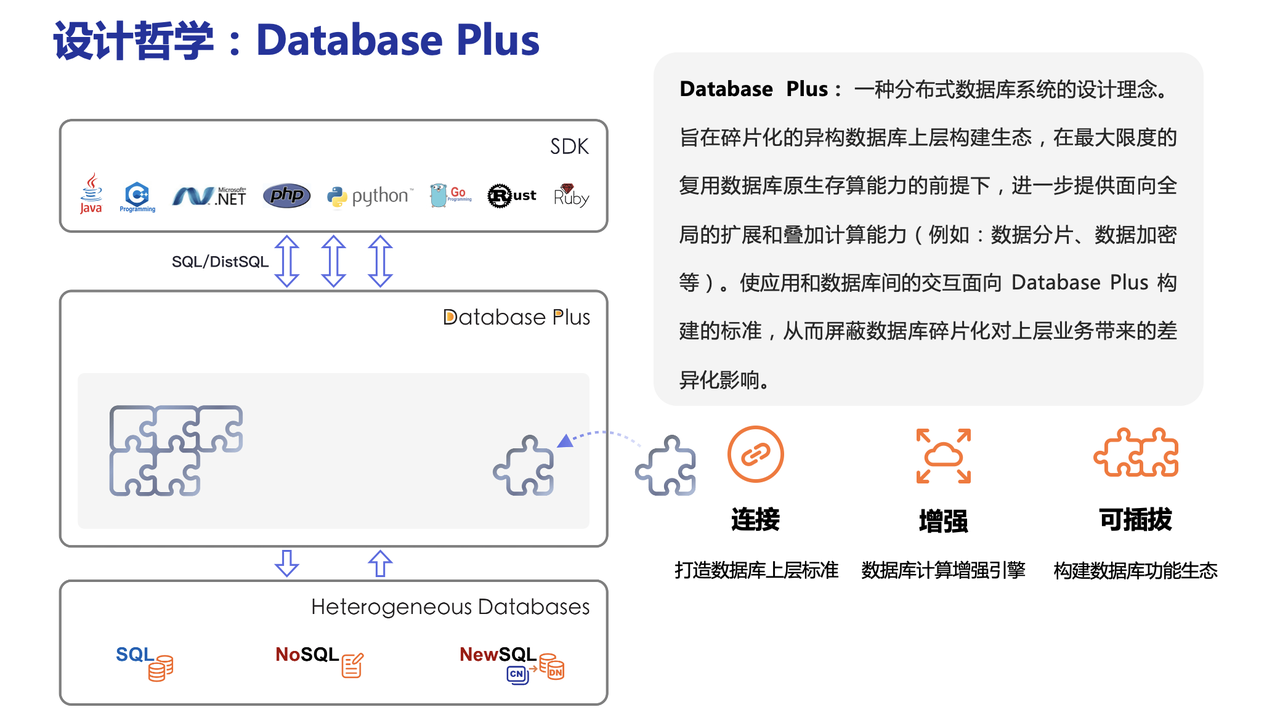 设计哲学：Database Plus
SDK
Java
C++
Programming
Microsoft®
.NET
php
python™
Go
Programming
Rust
Ruby
SQL/DistSQL
Database Plus
Heterogeneous Databases
SQL
NoSQL
NewSQL
CN
DN
Database Plus： 一种分布式数据库系统的设计理念。
旨在碎片化的异构数据库上层构建生态，在最大限度的
复用数据库原生存算能力的前提下，进一步提供面向全
局的扩展和叠加计算能力（例如：数据分片、数据加密
等）。使应用和数据库间的交互面向 Database Plus 构
建的标准，从而屏蔽数据库碎片化对上层业务带来的差
异化影响。
连接
打造数据库上层标准
增强
数据库计算增强引擎
可插拔
构建数据库功能生态